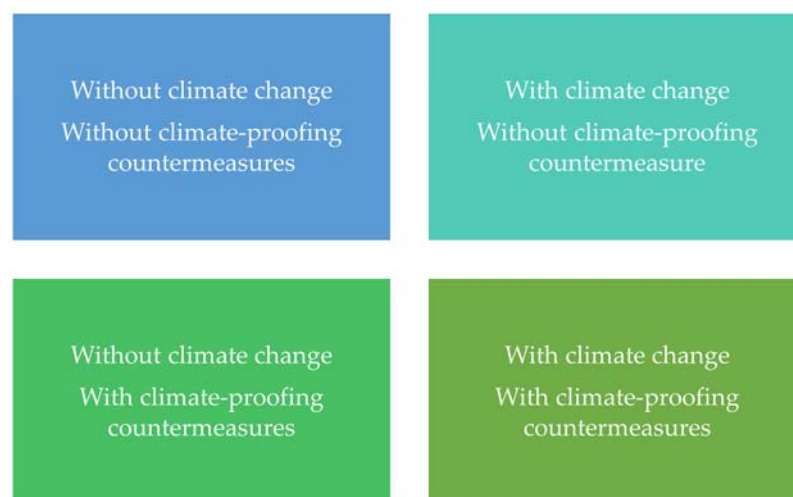 Without climate change
Without climate-proofing
countermeasures
With climate change
Without climate-proofing
countermeasure
Without climate change
With climate-proofing
countermeasures
With climate change
With climate-proofing
countermeasures